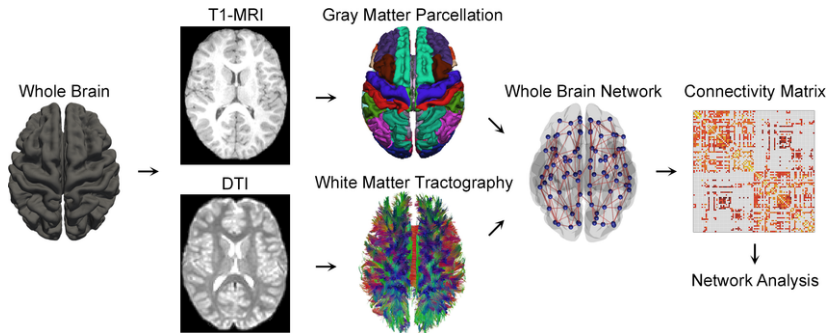 T1-MRI
Gray Matter Parcellation
Whole Brain
Whole Brain Network
Connectivity Matrix
DTI
White Matter Tractography
Network Analysis